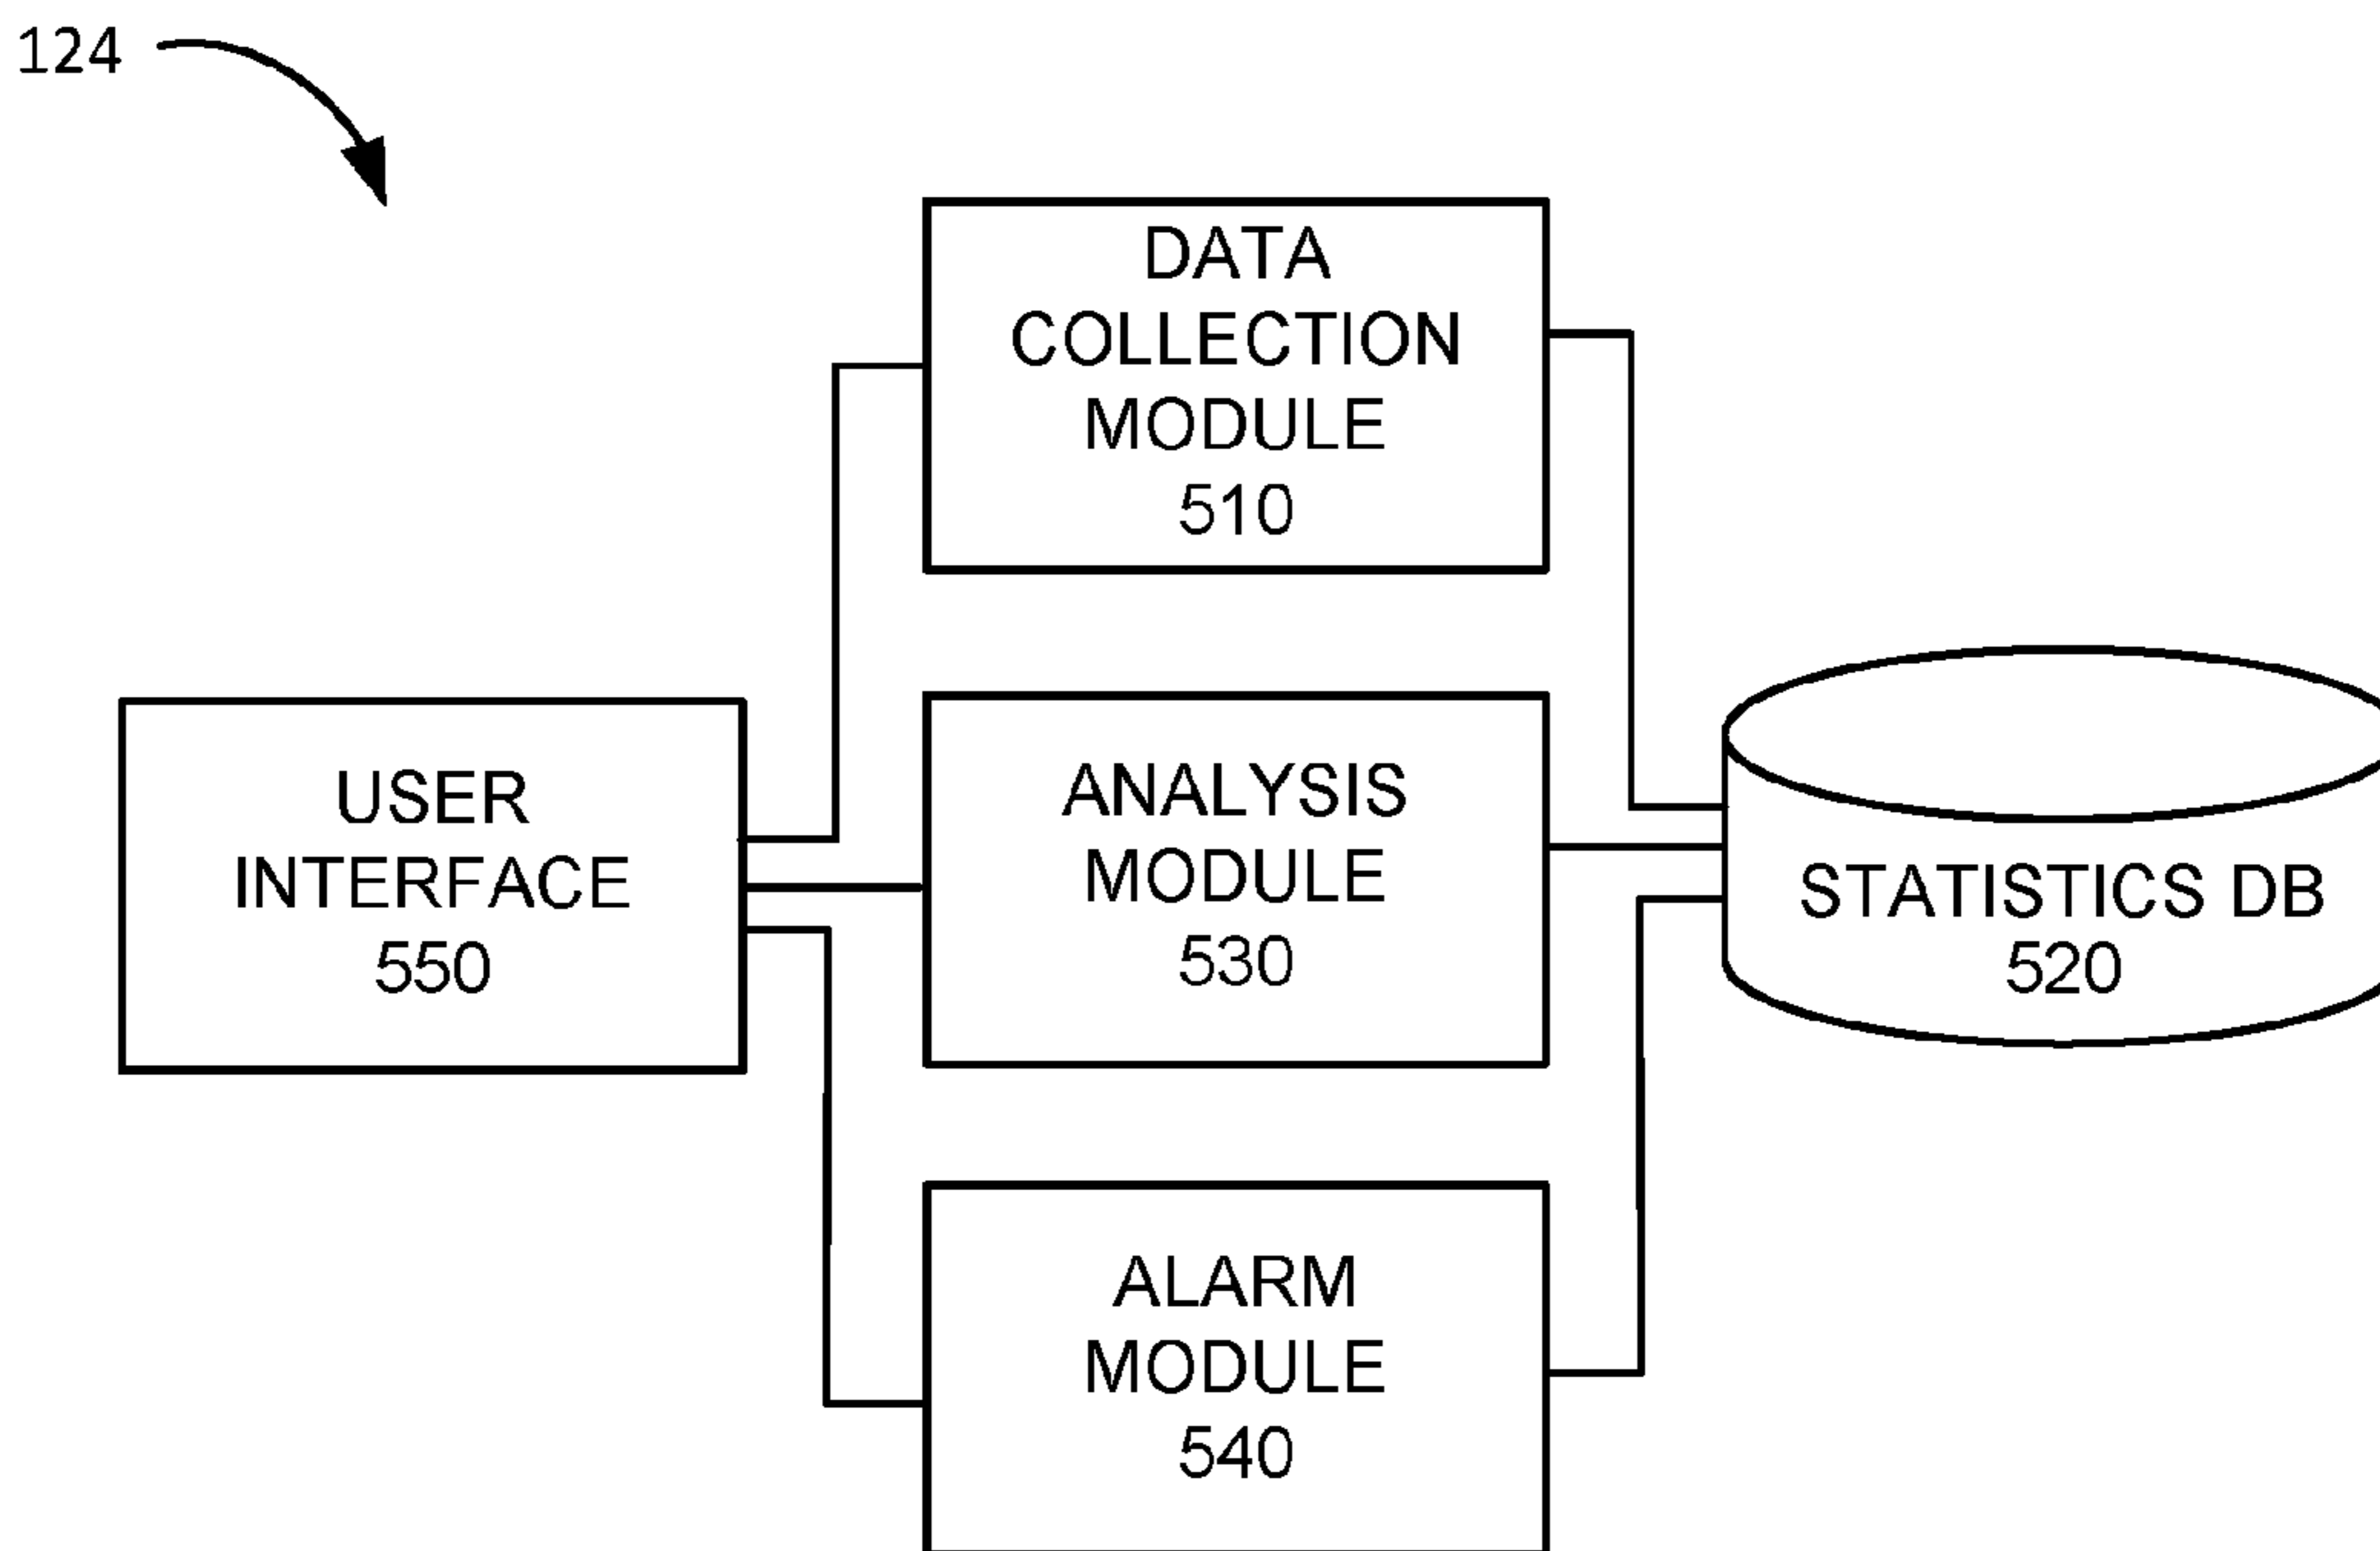 124
DATA
COLLECTION
MODULE
510
USER
INTERFACE
550
ANALYSIS
MODULE
530
STATISTICS DB
520
ALARM
MODULE
540